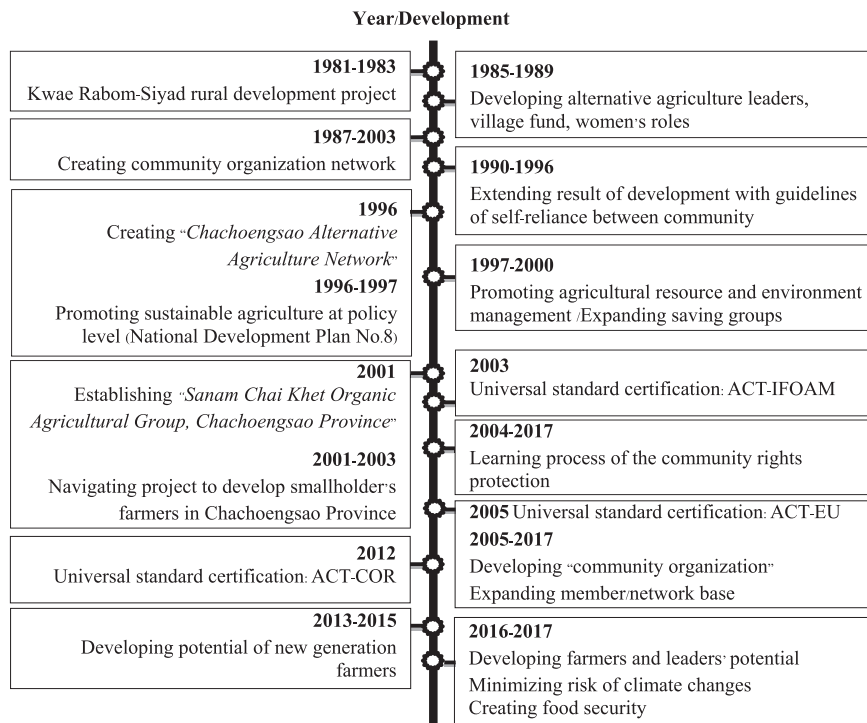 Year/Development
1981-1983
Kwae Rabom-Siyad rural development project
1985-1989
Developing alternative agriculture leaders,
village fund, women's roles
1987-2003
Creating community organization network
1990-1996
Extending result of development with guidelines
of self-reliance between community
1996
Creating "Chachoengsao Alternative
Agriculture Network"
1996-1997
Promoting sustainable agriculture at policy
level (National Development Plan No.8)
1997-2000
Promoting agricultural resource and environment
management /Expanding saving groups
2001
Establishing "Sanam Chai Khet Organic
Agricultural Group, Chachoengsao Province"
2001-2003
Navigating project to develop smallholder's
farmers in Chachoengsao Province
2003
Universal standard certification: ACT-IFOAM
2004-2017
Learning process of the community rights
protection
2005 Universal standard certification: ACT-EU
2005-2017
Developing "community organization"
Expanding member/network base
2012
Universal standard certification: ACT-COR
2013-2015
Developing potential of new generation
farmers
2016-2017
Developing farmers and leaders' potential
Minimizing risk of climate changes
Creating food security